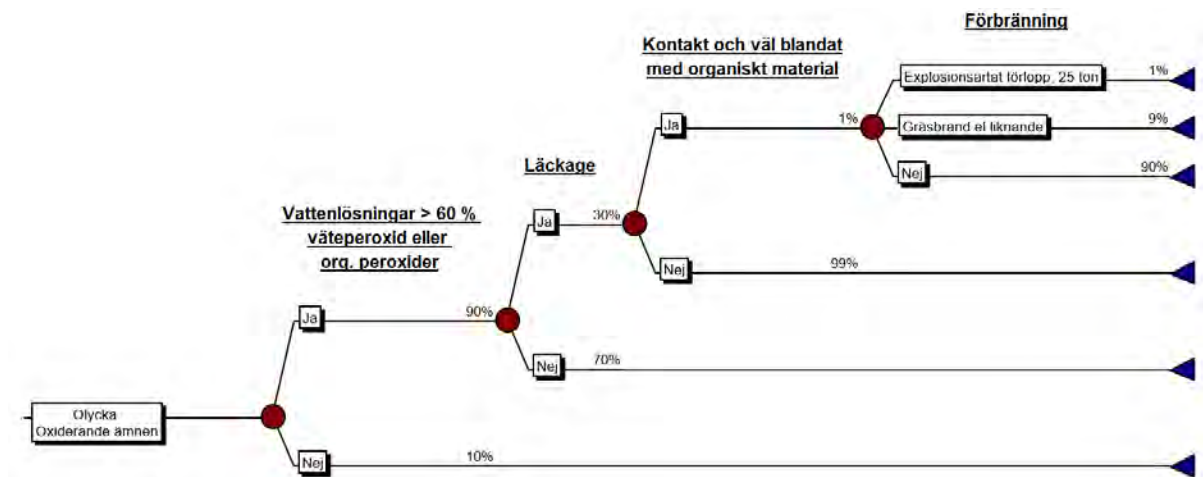 Förbränning
Kontakt och väl blandat
med organiskt material
Explosionsartat förlopp, 25 ton
1%
Ja
1%
Gräsbrand el liknande
9%
Läckage
Nej
90%
Vattenlösningar > 60 %
väteperoxid eller
org. peroxider
Ja
30%
Nej
99%
Ja
90%
Nej
70%
Olycka
Oxiderande ämnen
Nej
10%